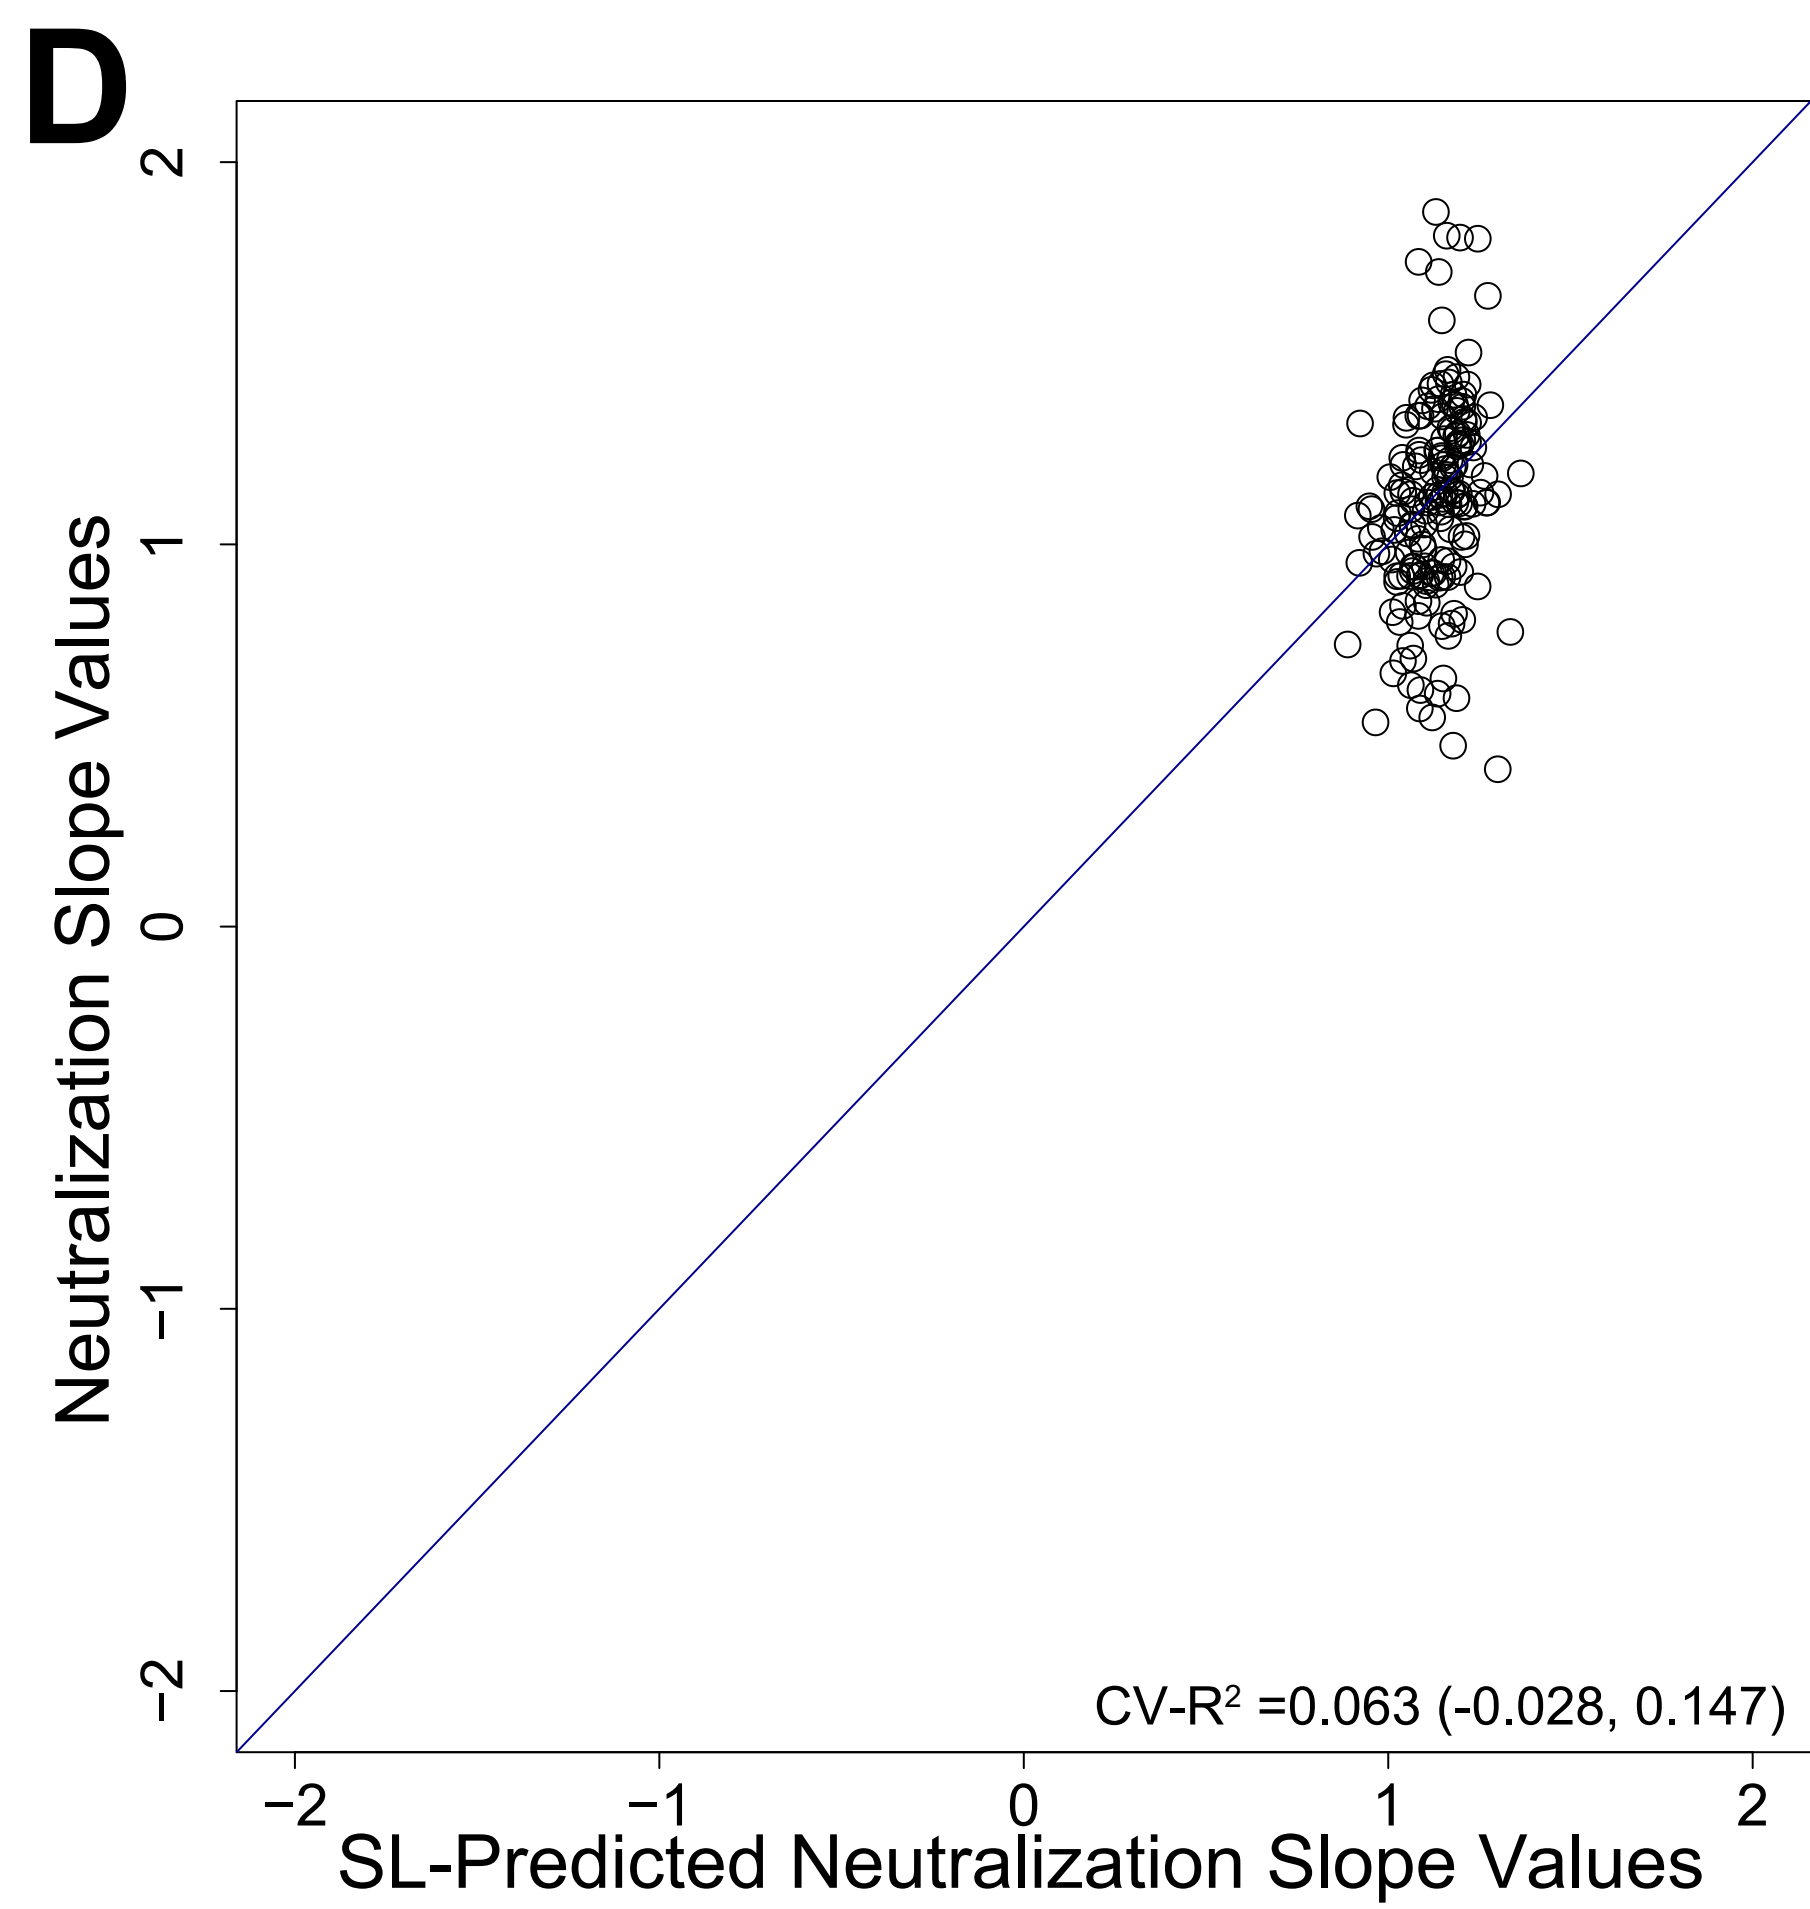 D
Neutralization Slope Values
2
1
0
−1
−2
CV-R² =0.063 (-0.028, 0.147)
−2 −1 0 1 2
SL-Predicted Neutralization Slope Values